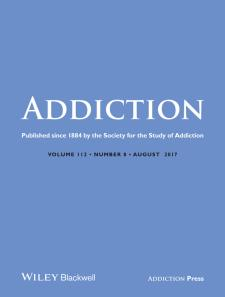 ADDICTION
Published since 1884 by the Society for the Study of Addiction
VOLUME 112 • NUMBER 8 • AUGUST 2017
WILEY Blackwell
ADDICTION Press